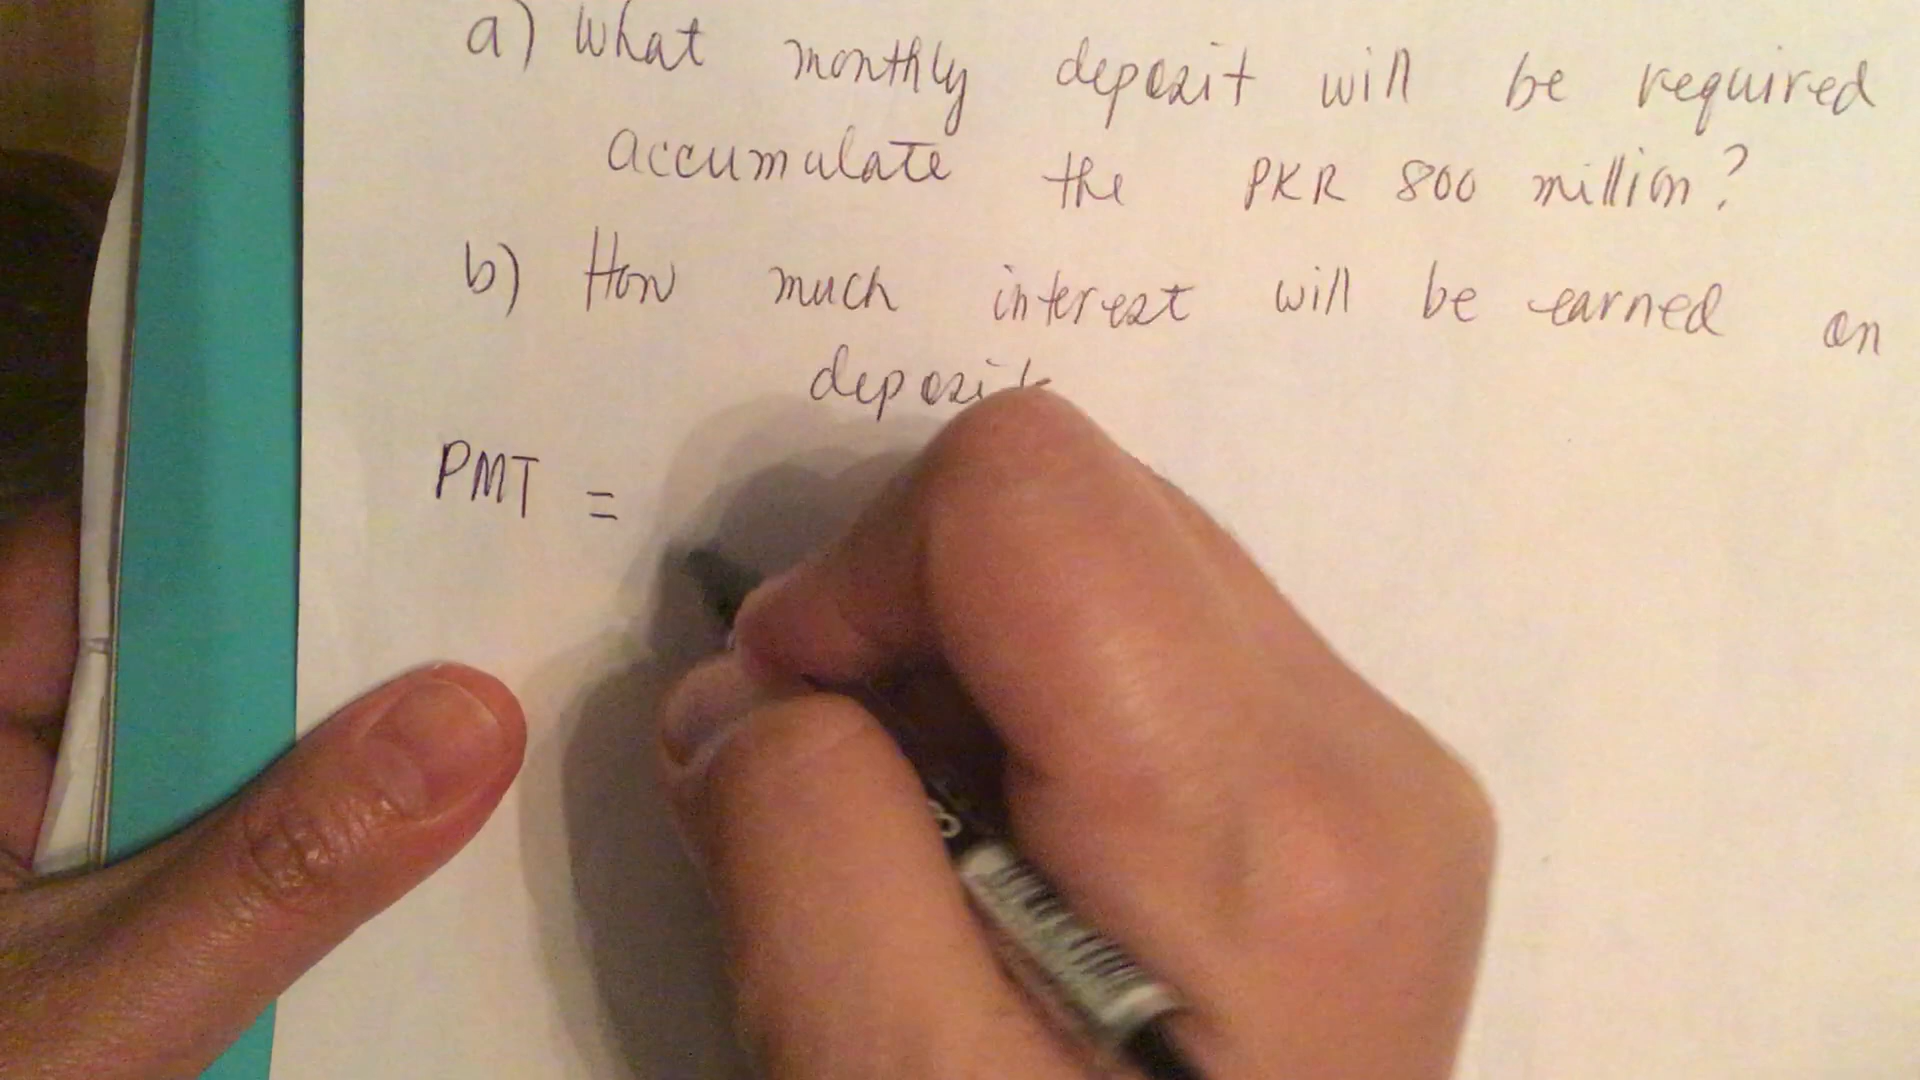 a) What monthly deposit will be required
accumulate the PKR 800 million?
b) How much interest will be earned on
deposit
PMT =